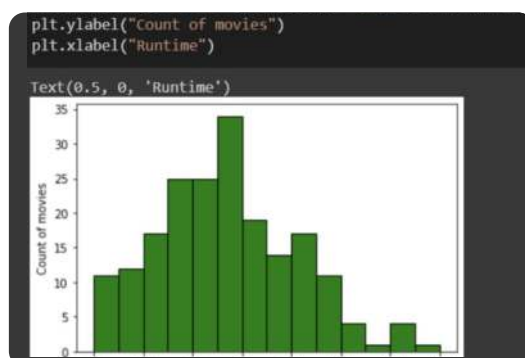 plt.ylabel("Count of movies")
plt.xlabel("Runtime")
Text(0.5, 0, 'Runtime')
35
30
25
20
15
10
5
0
Count of movies